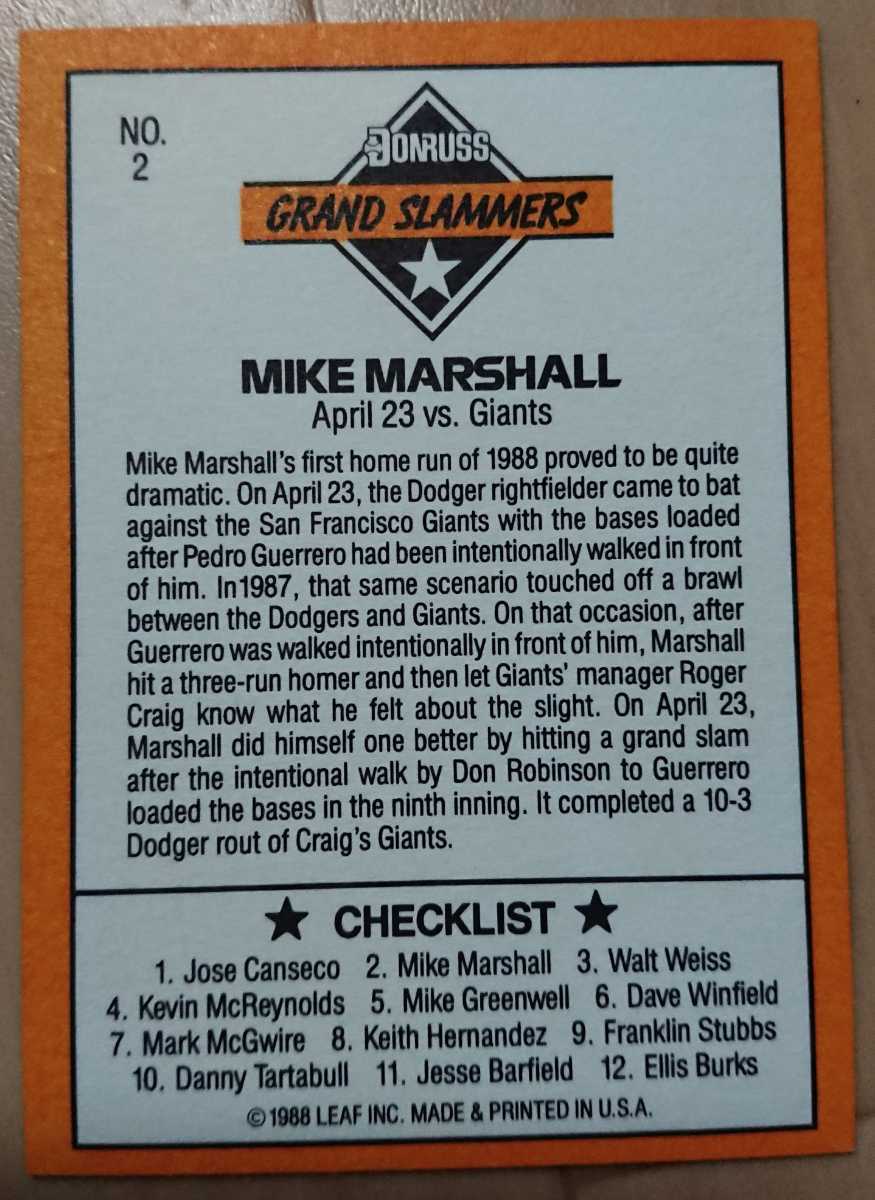 NO.
2
DONRUSS
GRAND SLAMMERS
MIKE MARSHALL
April 23 vs. Giants
Mike Marshall's first home run of 1988 proved to be quite
dramatic. On April 23, the Dodger rightfielder came to bat
against the San Francisco Giants with the bases loaded
after Pedro Guerrero had been intentionally walked in front
of him. In1987, that same scenario touched off a brawl
between the Dodgers and Giants. On that occasion, after
Guerrero was walked intentionally in front of him, Marshall
hit a three-run homer and then let Giants' manager Roger
Craig know what he felt about the slight. On April 23,
Marshall did himself one better by hitting a grand slam
after the intentional walk by Don Robinson to Guerrero
loaded the bases in the ninth inning. It completed a 10-3
Dodger rout of Craig's Giants.
★ CHECKLIST ★
1. Jose Canseco 2. Mike Marshall 3. Walt Weiss
4. Kevin McReynolds 5. Mike Greenwell 6. Dave Winfield
7. Mark McGwire 8. Keith Hernandez 9. Franklin Stubbs
10. Danny Tartabull 11. Jesse Barfield 12. Ellis Burks
©1988 LEAF INC. MADE & PRINTED IN U.S.A.